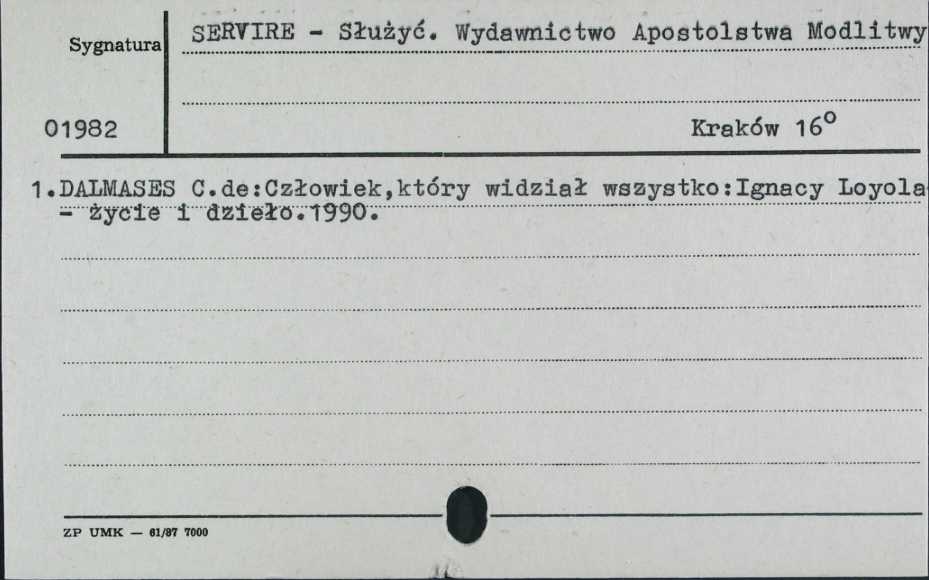 Sygnatura
SERVIRE - Służyć. Wydawnictwo Apostolstwa Modlitwy
01982
Kraków 16°
1.DALMASES C.de:Człowiek,który widział wszystko:Ignacy Loyola
- życie i dzieło.1990.
ZP UMK — 61/87 7000